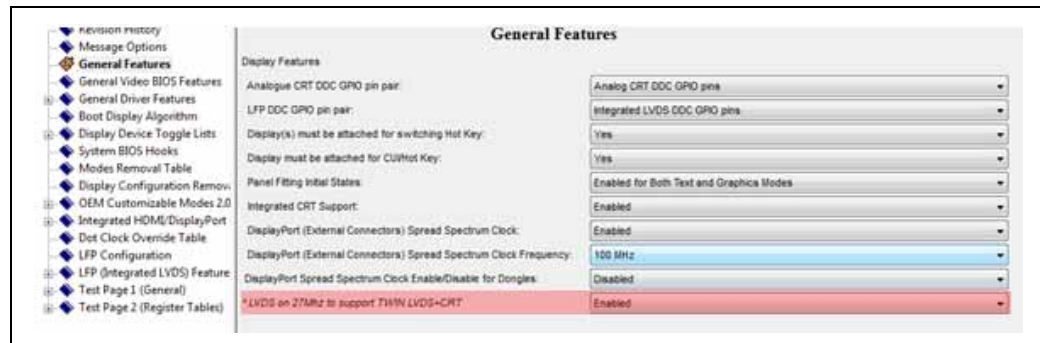 Revision History
Message Options
General Features
General Video BIOS Features
General Driver Features
Boot Display Algorithm
Display Device Toggle Lists
System BIOS Hooks
Modes Removal Table
Display Configuration Remov
OEM Customizable Modes 2.0
Integrated HDMI/DisplayPort
Dot Clock Override Table
LFP Configuration
LFP (Integrated LVDS) Feature
Test Page 1 (General)
Test Page 2 (Register Tables)
General Features
Display Features
Analogue CRT DDC GPIO pin pair: Analog CRT DDC GPIO pins
LFP DDC GPIO pin pair: Integrated LVDS DDC GPIO pins
Display(s) must be attached for switching Hot Key: Yes
Display must be attached for CUI/Hot Key: Yes
Panel Fitting Initial States: Enabled for Both Text and Graphics Modes
Integrated CRT Support: Enabled
DisplayPort (External Connectors) Spread Spectrum Clock: Enabled
DisplayPort (External Connectors) Spread Spectrum Clock Frequency: 100 MHz
DisplayPort Spread Spectrum Clock Enable/Disable for Dongles: Disabled
* LVDS on 27Mhz to support TWIN LVDS+CRT Enabled